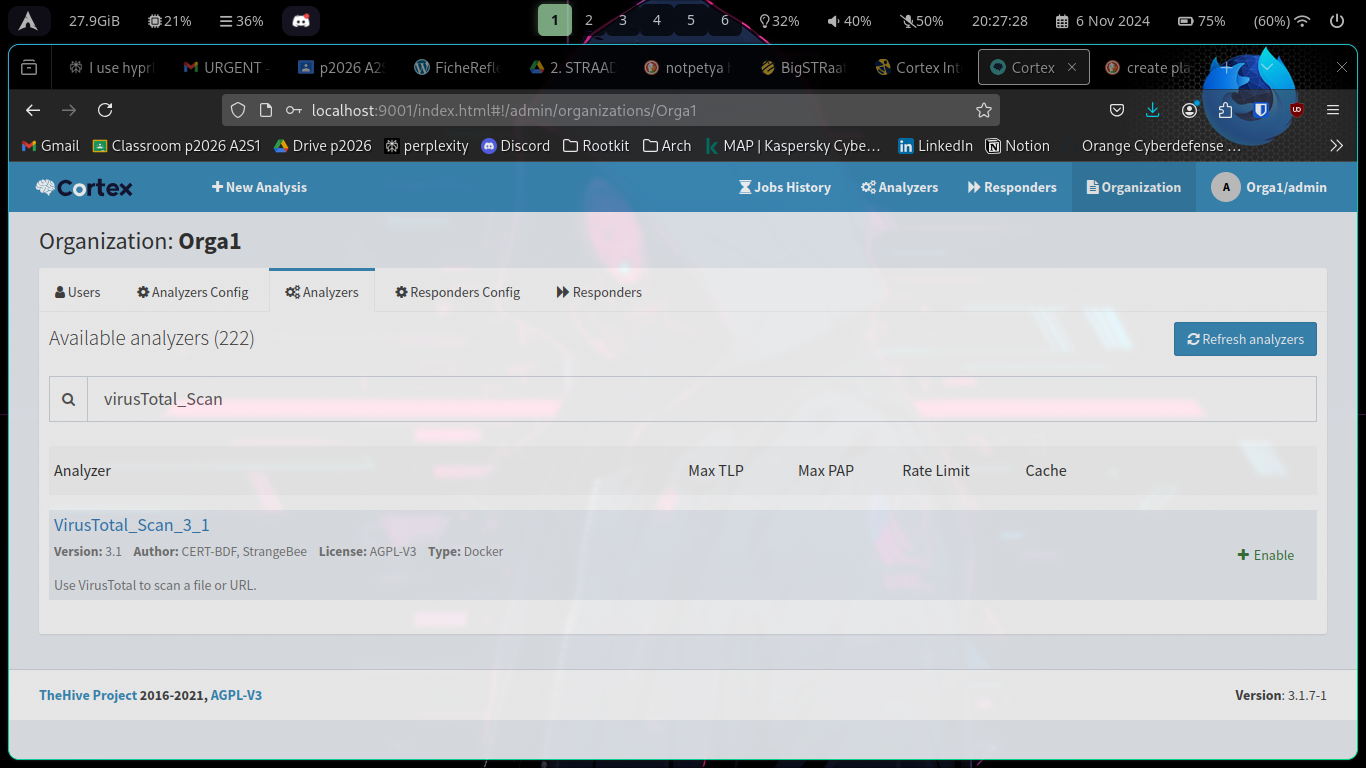 27.9GiB 21% 36% 1 2 3 4 5 6 32% 40% 50% 20:27:28 6 Nov 2024 75% (60%)
I use hypr URGENT - p2026 A2S FicheRefle 2. STRAAD notpetya BigSTRaat Cortex Int Cortex create pla
localhost:9001/index.html#!/admin/organizations/Orga1
Gmail Classroom p2026 A2S1 Drive p2026 perplexity Discord Rootkit Arch MAP | Kaspersky Cybe… LinkedIn Notion Orange Cyberdefense …
Cortex + New Analysis Jobs History Analyzers Responders Organization A Orga1/admin
Organization: Orga1
Users Analyzers Config Analyzers Responders Config Responders
Available analyzers (222) Refresh analyzers
virusTotal_Scan
Analyzer Max TLP Max PAP Rate Limit Cache
VirusTotal_Scan_3_1
Version: 3.1 Author: CERT-BDF, StrangeBee License: AGPL-V3 Type: Docker
+ Enable
Use VirusTotal to scan a file or URL.
TheHive Project 2016-2021, AGPL-V3 Version: 3.1.7-1